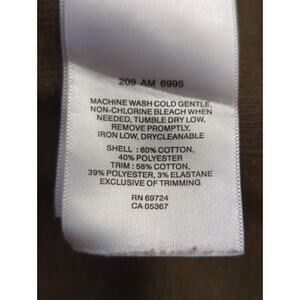 209 AM 6995
MACHINE WASH COLD GENTLE,
NON-CHLORINE BLEACH WHEN
NEEDED, TUMBLE DRY LOW,
REMOVE PROMPTLY,
IRON LOW, DRYCLEANABLE
SHELL : 60% COTTON,
40% POLYESTER
TRIM : 58% COTTON,
39% POLYESTER, 3% ELASTANE
EXCLUSIVE OF TRIMMING
RN 69724
CA 05367